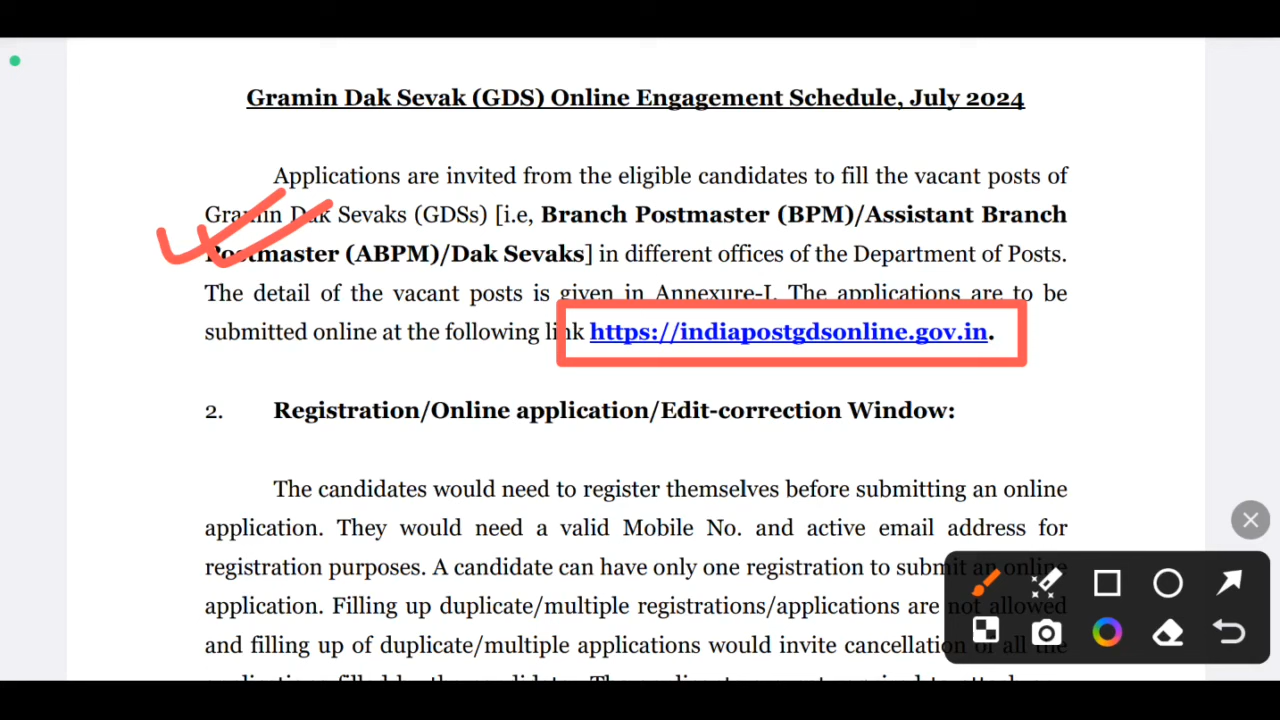 Gramin Dak Sevak (GDS) Online Engagement Schedule, July 2024
Applications are invited from the eligible candidates to fill the vacant posts of
Gramin Dak Sevaks (GDSs) [i.e, Branch Postmaster (BPM)/Assistant Branch
Postmaster (ABPM)/Dak Sevaks] in different offices of the Department of Posts.
The detail of the vacant posts is given in Annexure-I. The applications are to be
submitted online at the following link https://indiapostgdsonline.gov.in.
2. Registration/Online application/Edit-correction Window:
The candidates would need to register themselves before submitting an online
application. They would need a valid Mobile No. and active email address for
registration purposes. A candidate can have only one registration to submit an online
application. Filling up duplicate/multiple registrations/applications are not allowed
and filling up of duplicate/multiple applications would invite cancellation of all the